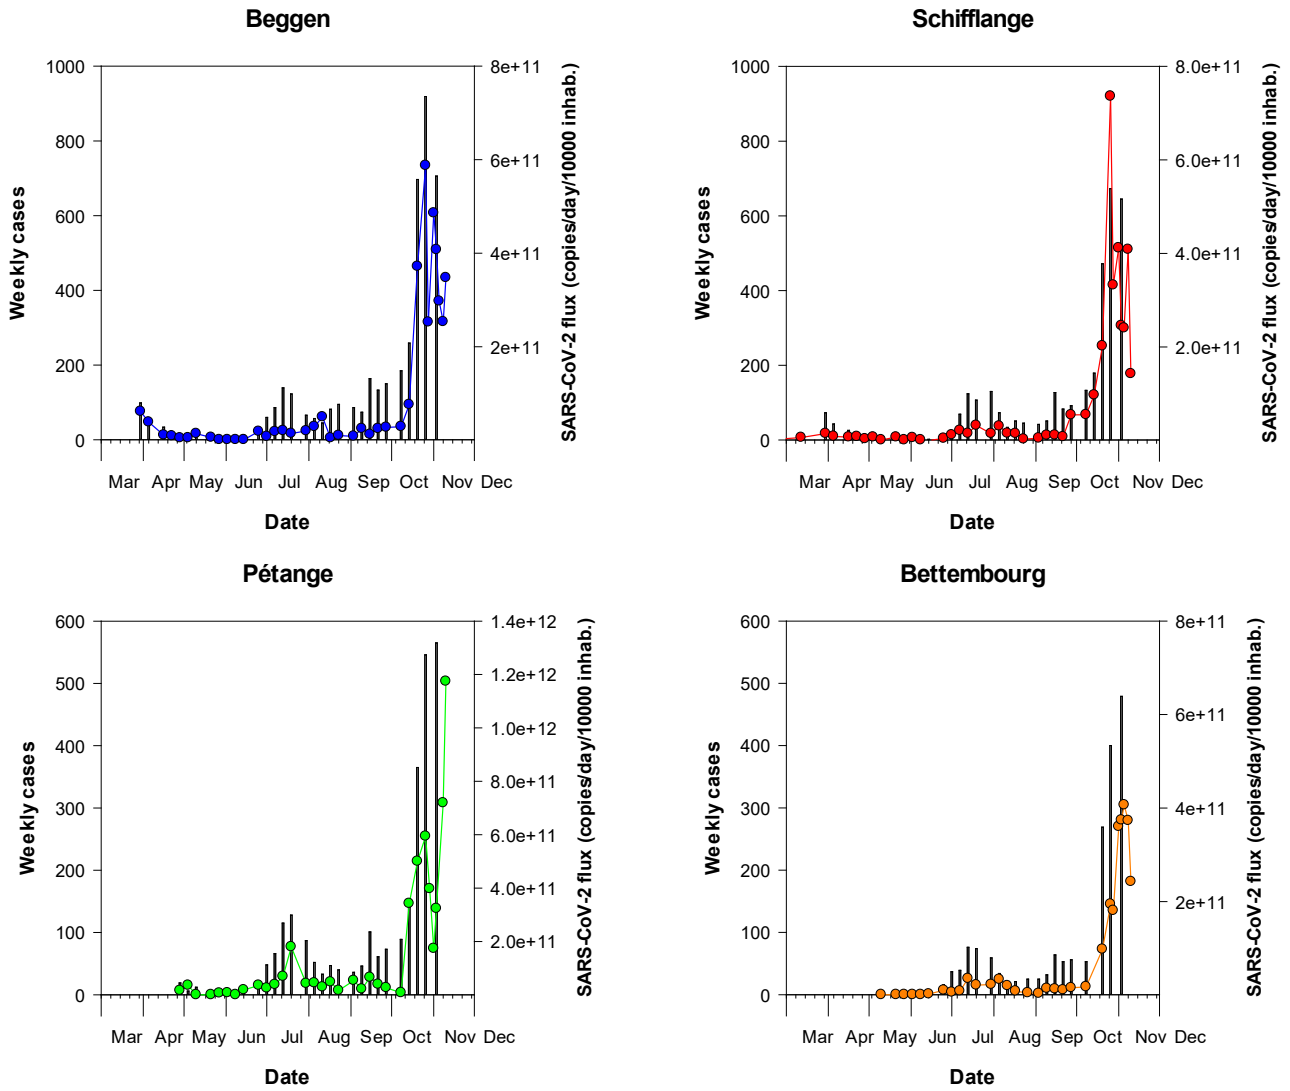 Beggen
1000
800
600
400
200
0
Weekly cases
8e+11
6e+11
4e+11
2e+11
SARS-CoV-2 flux (copies/day/10000 inhab.)
Mar Apr May Jun Jul Aug Sep Oct Nov Dec
Date
Schifflange
1000
800
600
400
200
0
Weekly cases
8.0e+11
6.0e+11
4.0e+11
2.0e+11
SARS-CoV-2 flux (copies/day/10000 inhab.)
Mar Apr May Jun Jul Aug Sep Oct Nov Dec
Date
Pétange
600
500
400
300
200
100
0
Weekly cases
1.4e+12
1.2e+12
1.0e+12
8.0e+11
6.0e+11
4.0e+11
2.0e+11
SARS-CoV-2 flux (copies/day/10000 inhab.)
Mar Apr May Jun Jul Aug Sep Oct Nov Dec
Date
Bettembourg
600
500
400
300
200
100
0
Weekly cases
8e+11
6e+11
4e+11
2e+11
SARS-CoV-2 flux (copies/day/10000 inhab.)
Mar Apr May Jun Jul Aug Sep Oct Nov Dec
Date